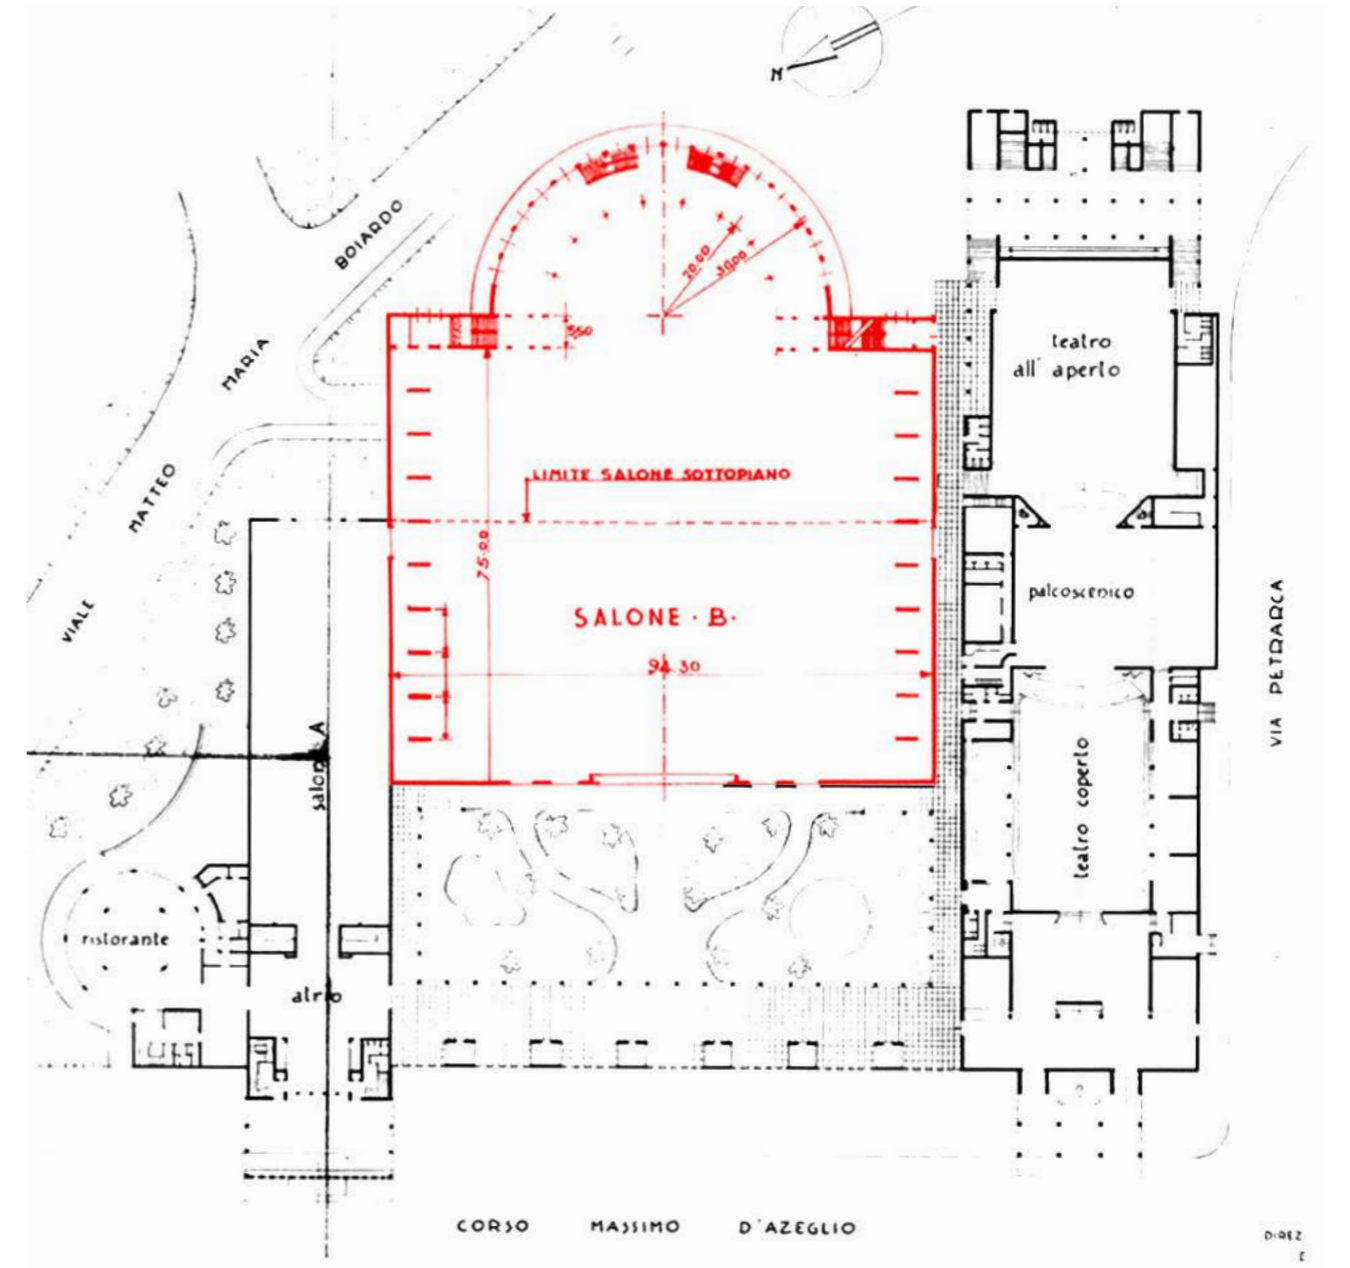 N
BOIARDO
MARIA
MATTEO
VIALE
20.00
30.00
5.50
teatro
all' aperto
LIMITE SALONE SOTTOPIANO
75.00
SALONE · B ·
94.30
palcoscenico
VIA PETRARCA
salone A
teatro coperto
ristorante
atrio
CORSO MASSIMO D'AZEGLIO
DIREZ